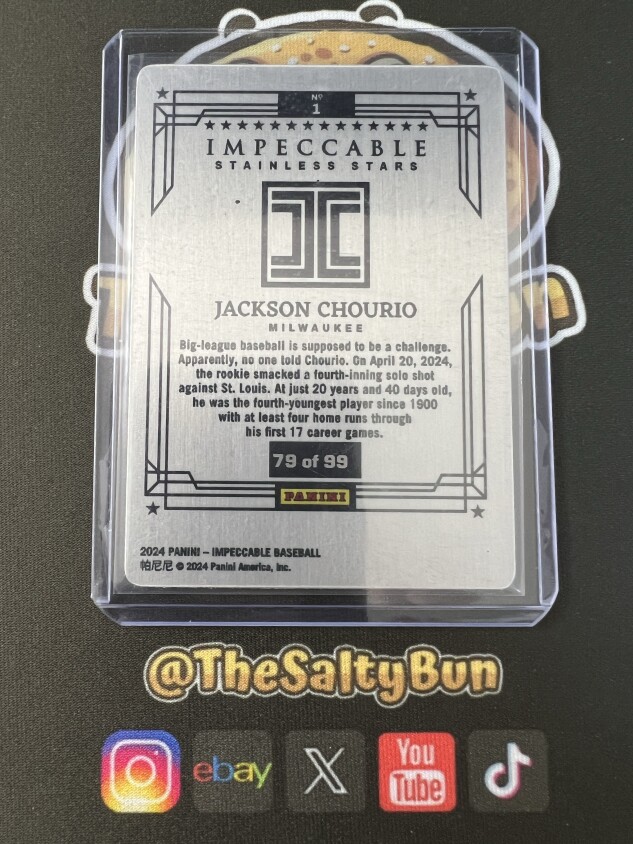 Nº
1
IMPECCABLE
STAINLESS STARS
JACKSON CHOURIO
MILWAUKEE
Big-league baseball is supposed to be a challenge.
Apparently, no one told Chourio. On April 20, 2024,
the rookie smacked a fourth-inning solo shot
against St. Louis. At just 20 years and 40 days old,
he was the fourth-youngest player since 1900
with at least four home runs through
his first 17 career games.
79 of 99
PANINI
2024 PANINI – IMPECCABLE BASEBALL
帕尼尼 © 2024 Panini America, Inc.
@TheSaltyBun
ebay
You
Tube